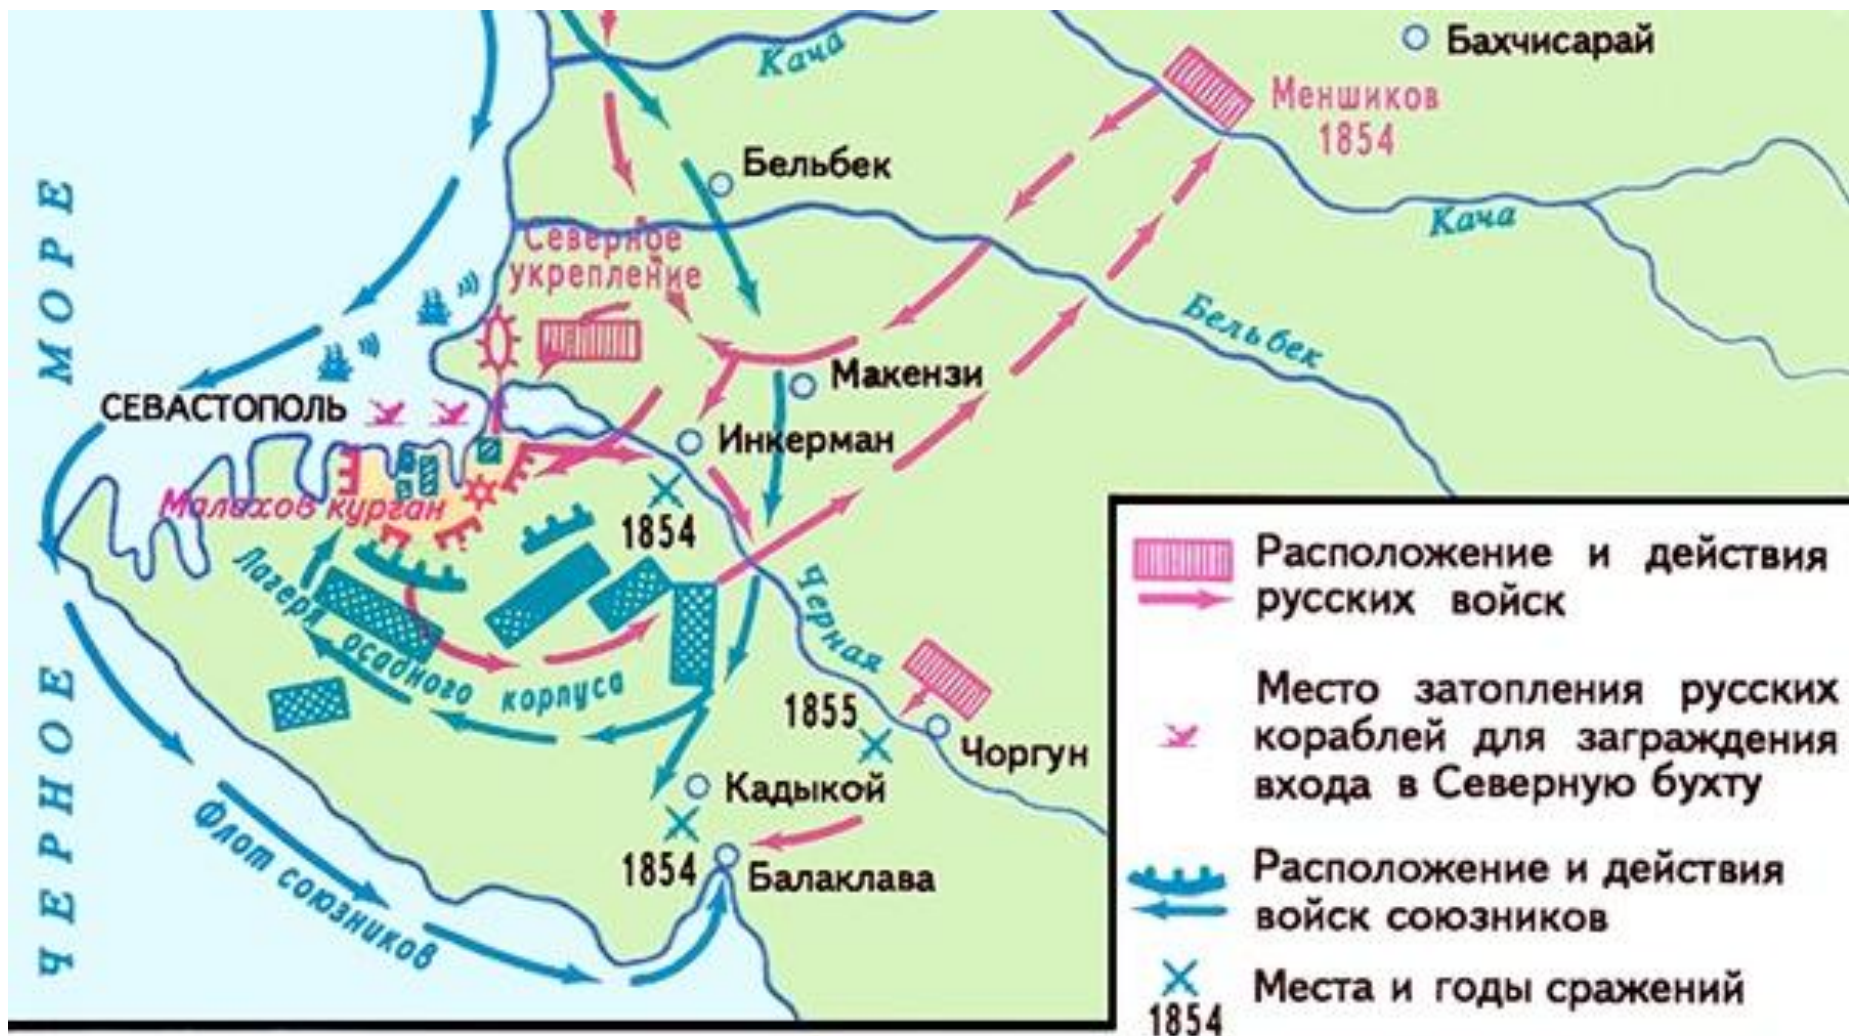 Кача
Бахчисарай
Меншиков
1854
Бельбек
Кача
Северное
укрепление
Бельбек
Макензи
СЕВАСТОПОЛЬ
Инкерман
Малахов курган
1854
Лагеря осадного корпуса
Черная
1855
Чоргун
Кадыкой
1854
Балаклава
Флот союзников
ЧЕРНОЕ МОРЕ
Расположение и действия
русских войск
Место затопления русских
кораблей для заграждения
входа в Северную бухту
Расположение и действия
войск союзников
Места и годы сражений
1854